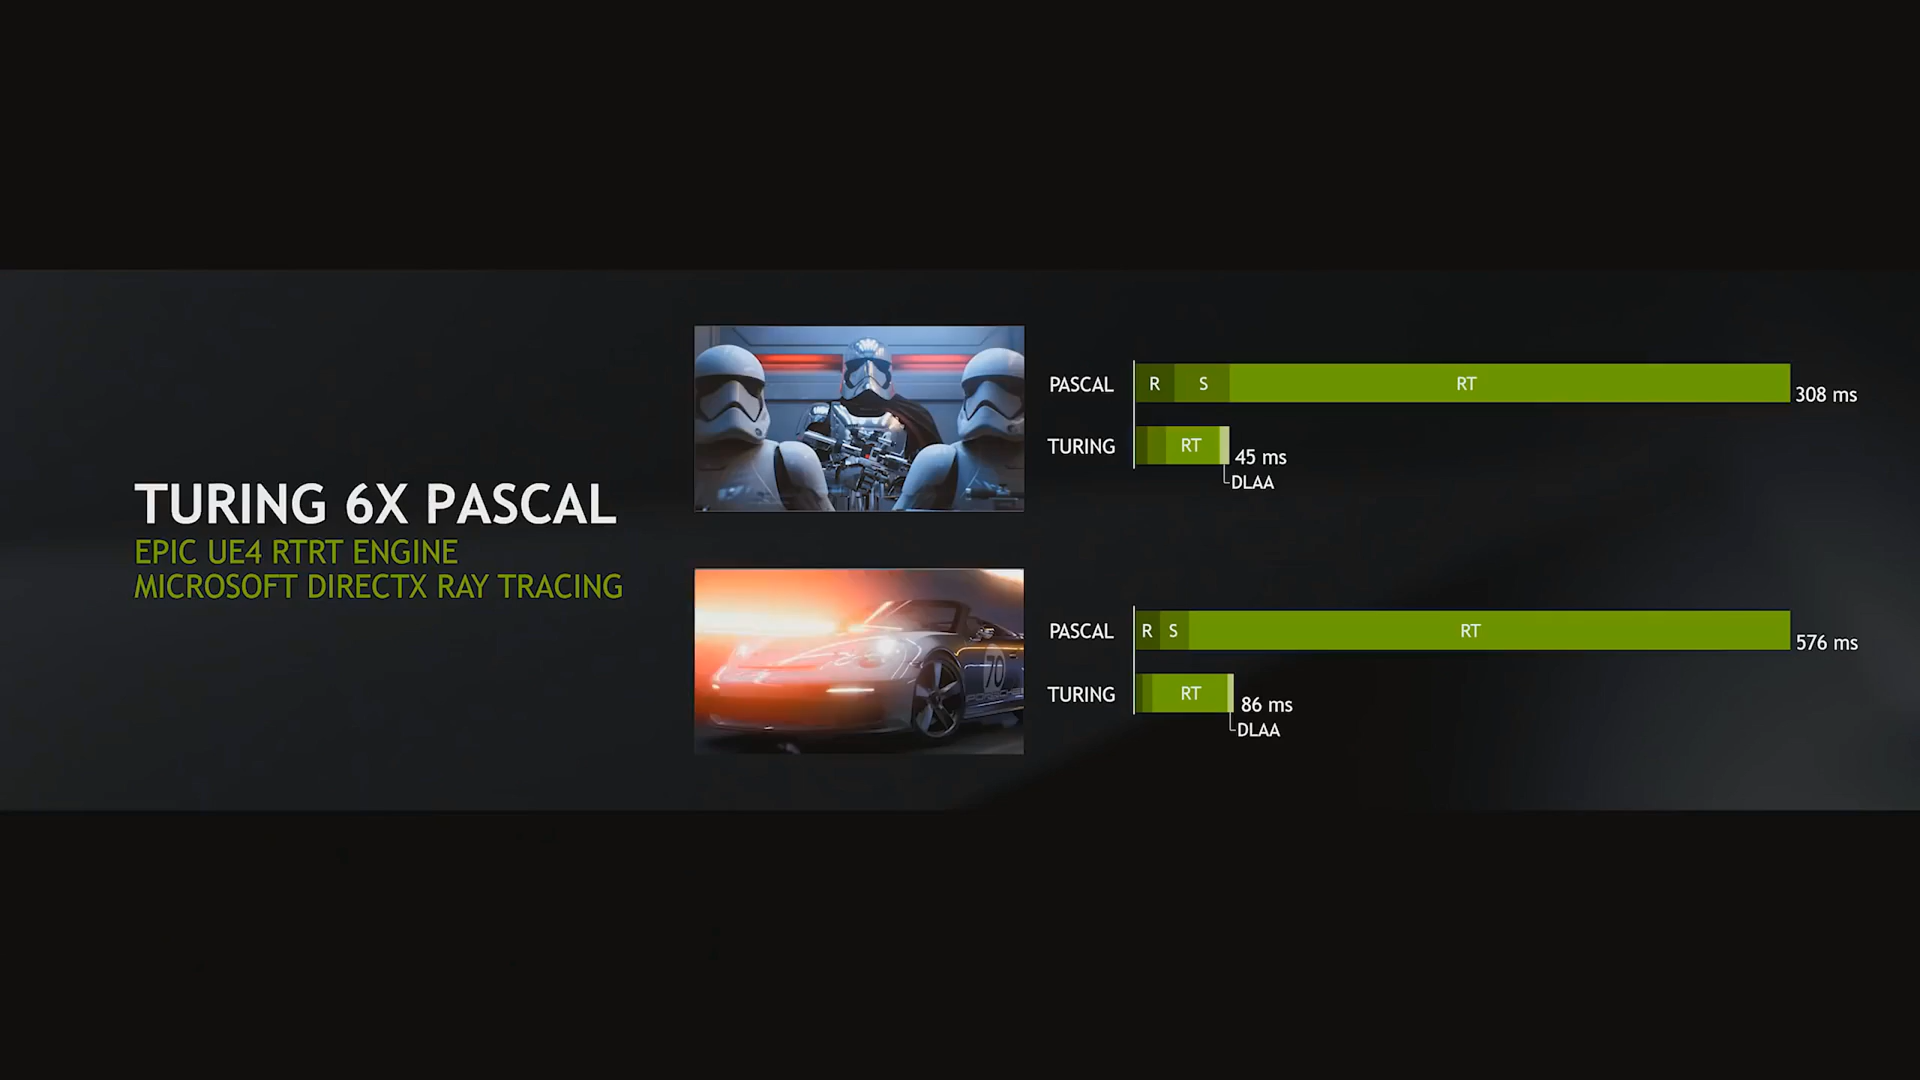 TURING 6X PASCAL
EPIC UE4 RTRT ENGINE
MICROSOFT DIRECTX RAY TRACING
PASCAL R S RT 308 ms
TURING RT 45 ms
DLAA
PASCAL R S RT 576 ms
TURING RT 86 ms
DLAA
70